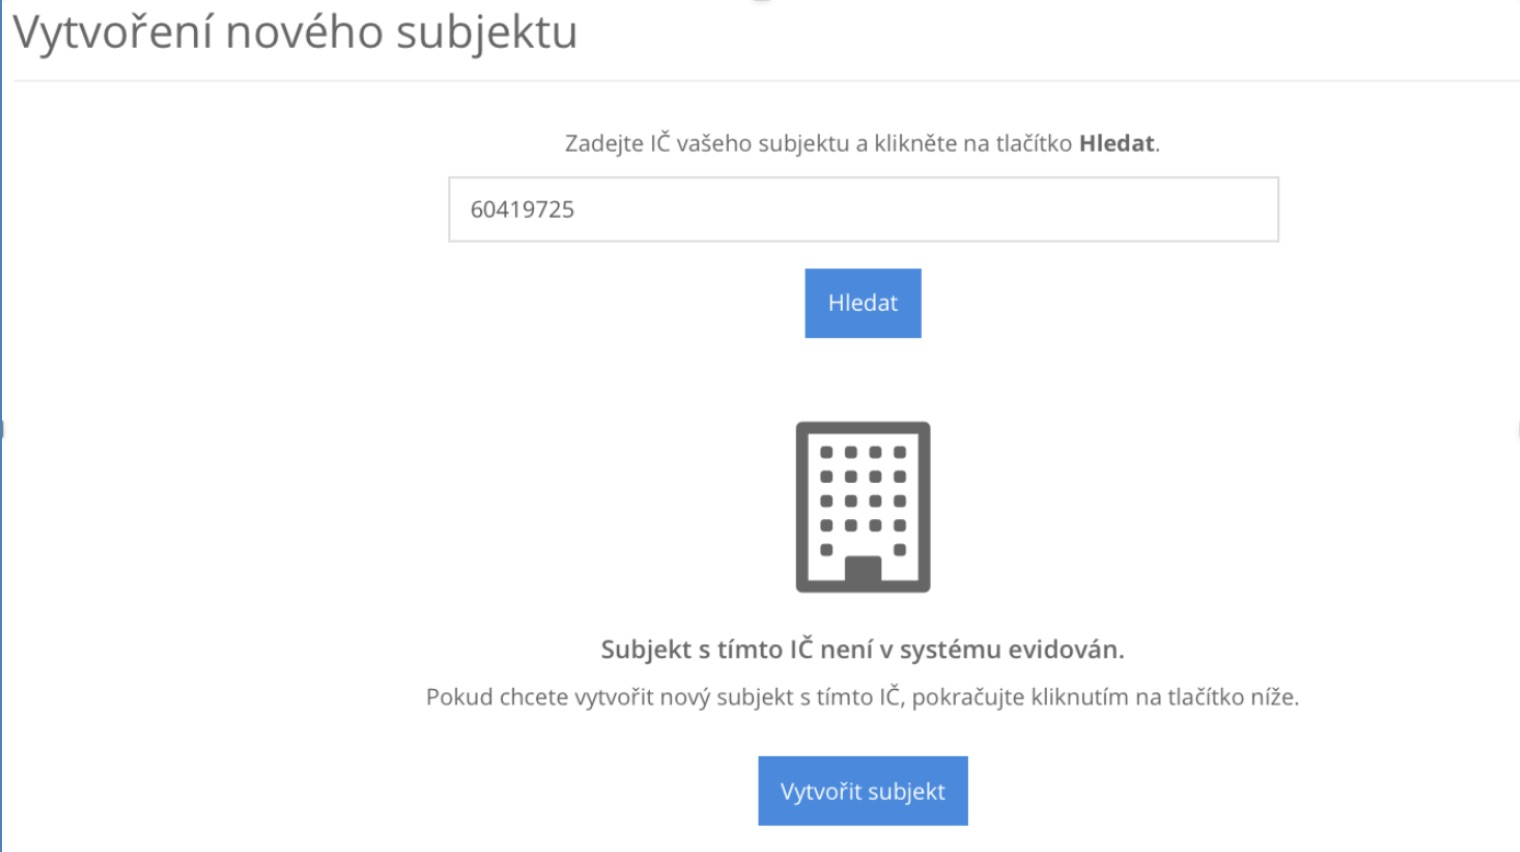 Vytvoření nového subjektu
Zadejte IČ vašeho subjektu a klikněte na tlačítko Hledat.
60419725
Hledat
Subjekt s tímto IČ není v systému evidován.
Pokud chcete vytvořit nový subjekt s tímto IČ, pokračujte kliknutím na tlačítko níže.
Vytvořit subjekt